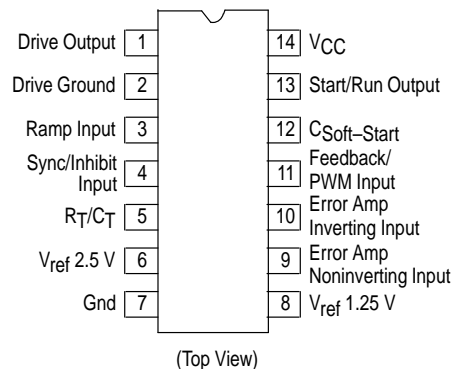 Drive Output 1
Drive Ground 2
Ramp Input 3
Sync/Inhibit
Input 4
RT/CT 5
Vref 2.5 V 6
Gnd 7
14 VCC
13 Start/Run Output
12 CSoft–Start
11 Feedback/
PWM Input
10 Error Amp
Inverting Input
9 Error Amp
Noninverting Input
8 Vref 1.25 V
(Top View)